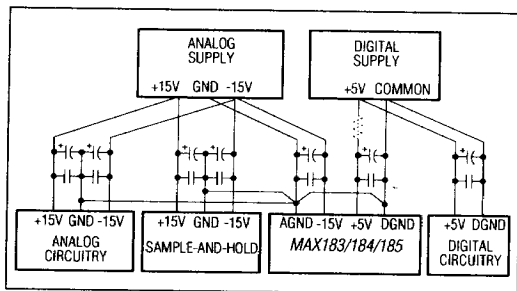 ANALOG SUPPLY
+15V GND -15V
DIGITAL SUPPLY
+5V COMMON
+ + + + + + +
+15V GND -15V
ANALOG CIRCUITRY
+15V GND -15V
SAMPLE-AND-HOLD
AGND -15V +5V DGND
MAX183/184/185
+5V DGND
DIGITAL CIRCUITRY